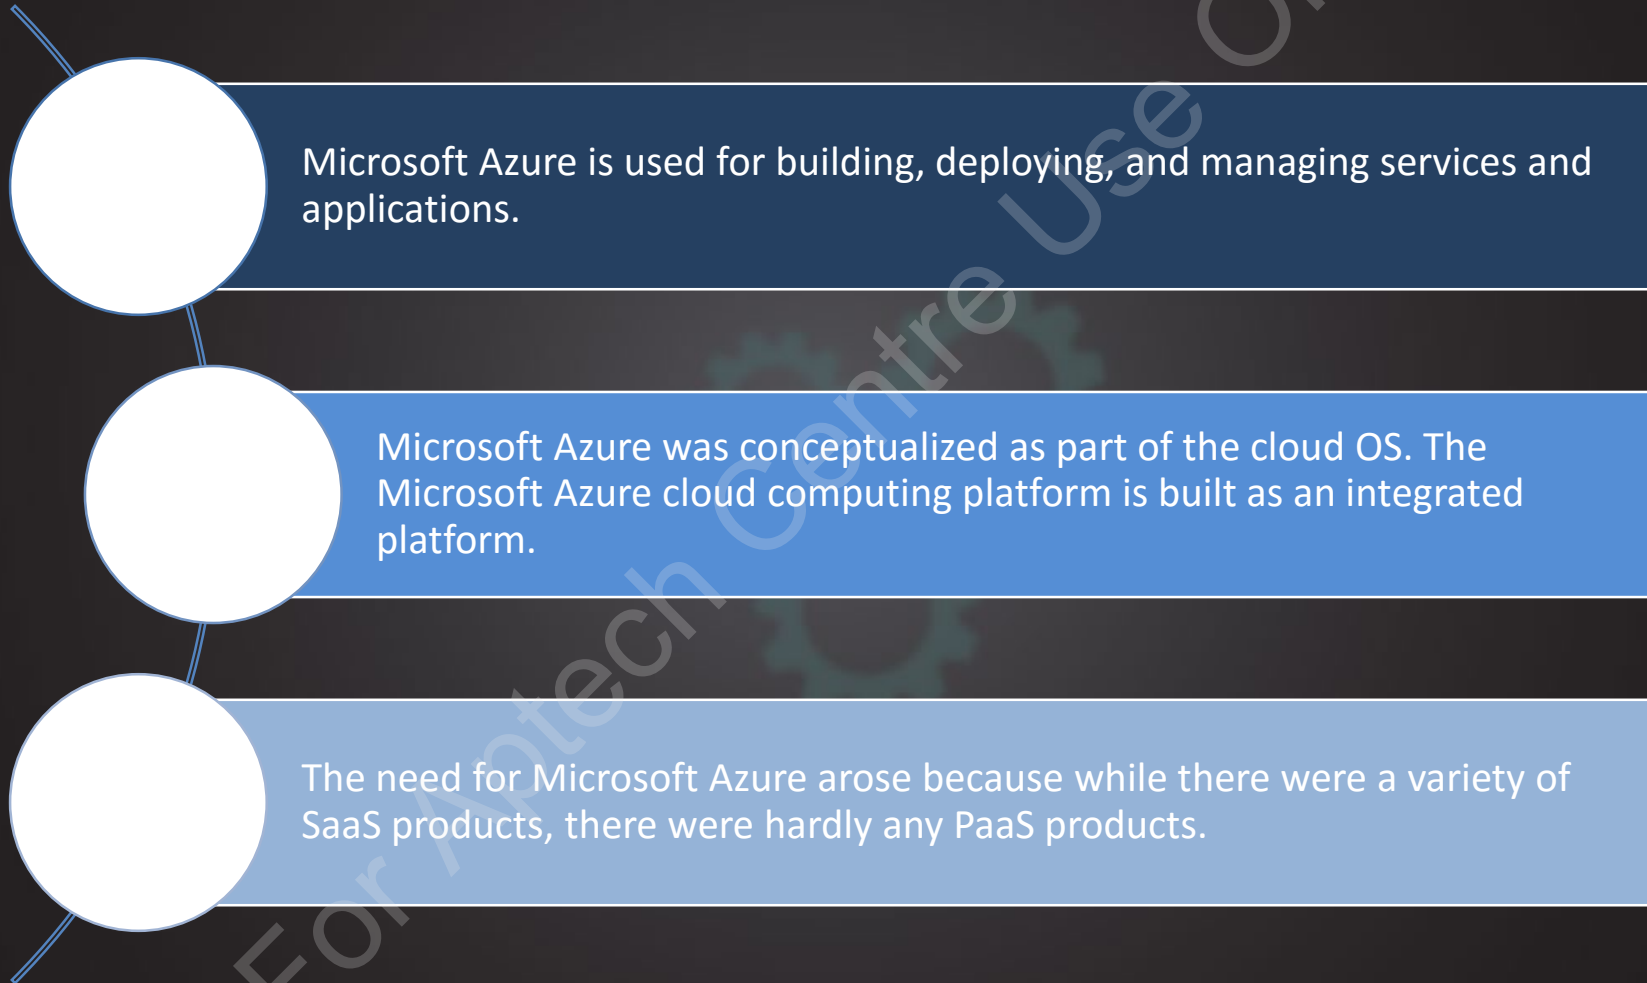 Microsoft Azure is used for building, deploying, and managing services and
applications.
Microsoft Azure was conceptualized as part of the cloud OS. The
Microsoft Azure cloud computing platform is built as an integrated
platform.
The need for Microsoft Azure arose because while there were a variety of
SaaS products, there were hardly any PaaS products.
For Aptech Centre Use